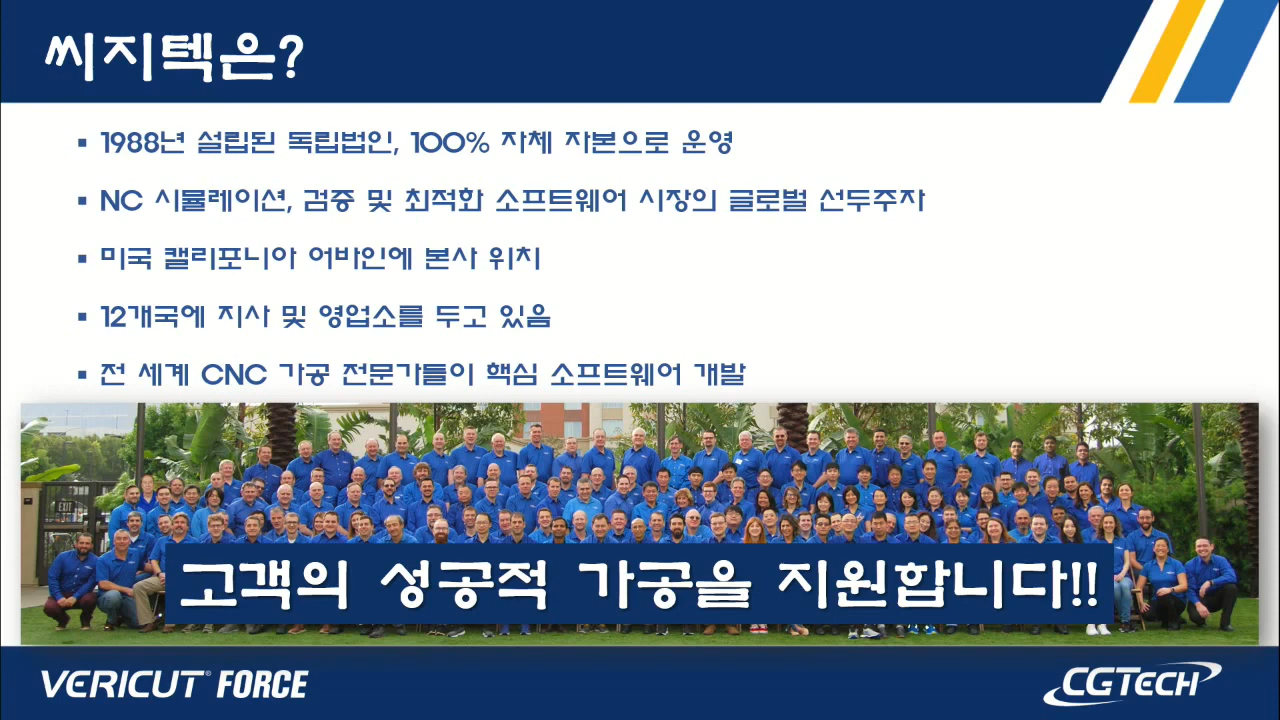 씨지텍은?
▪ 1988년 설립된 독립법인, 100% 자체 자본으로 운영
▪ NC 시뮬레이션, 검증 및 최적화 소프트웨어 시장의 글로벌 선두주자
▪ 미국 캘리포니아 어바인에 본사 위치
▪ 12개국에 지사 및 영업소를 두고 있음
▪ 전 세계 CNC 가공 전문가들이 핵심 소프트웨어 개발
EXIT
고객의 성공적 가공을 지원합니다!!
VERICUT® FORCE
CGTECH